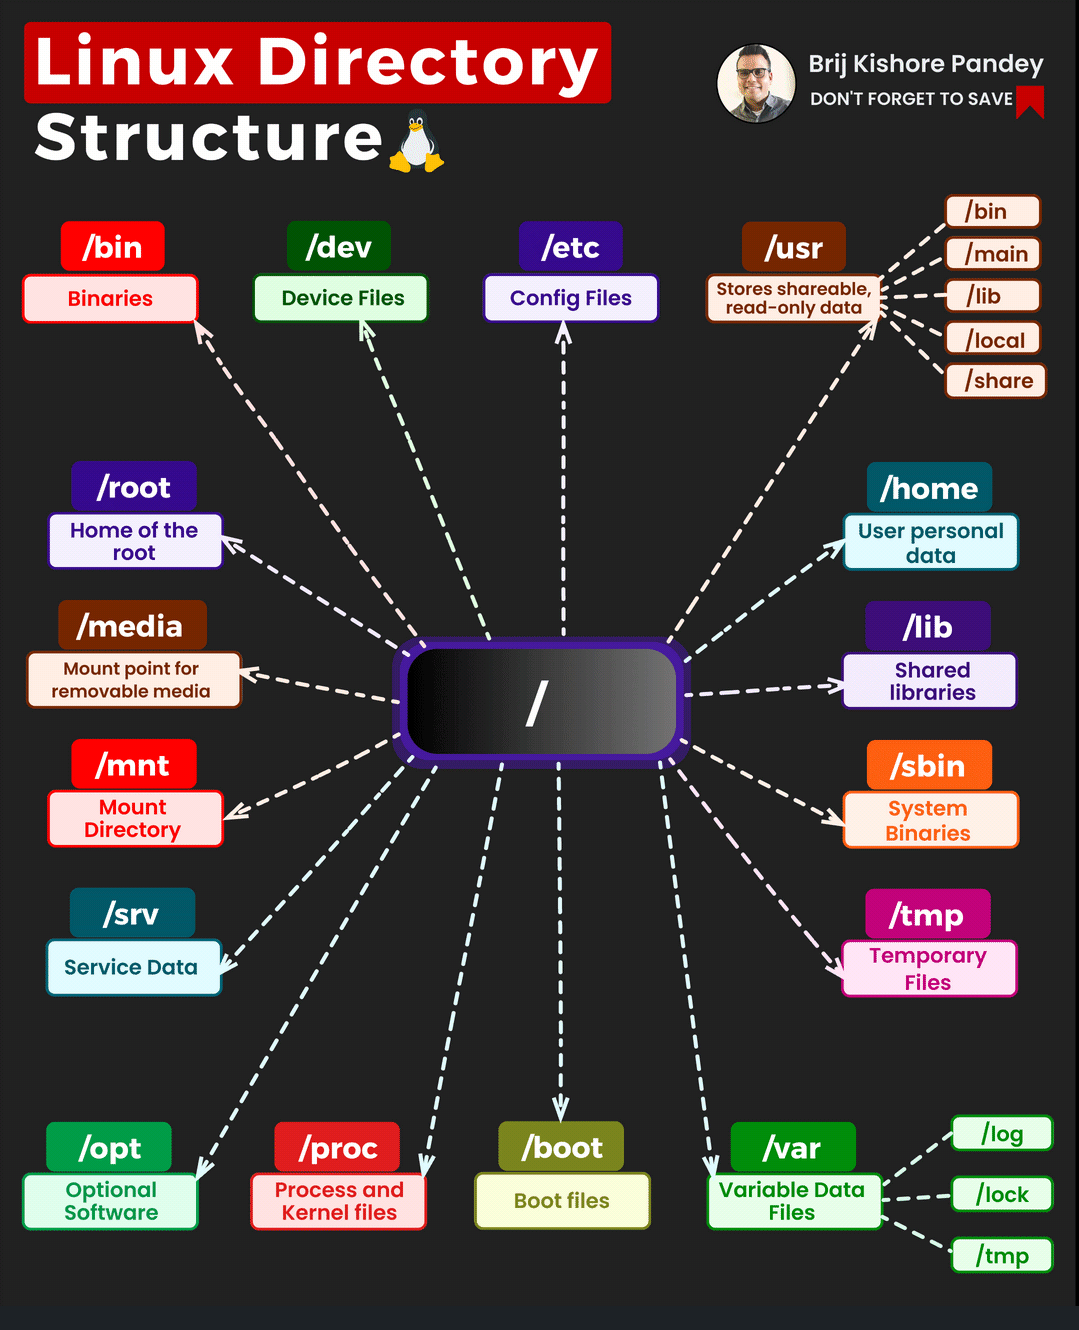 Linux Directory
Structure
Brij Kishore Pandey
DON'T FORGET TO SAVE
/bin
Binaries
/dev
Device Files
/etc
Config Files
/usr
Stores shareable,
read-only data
/bin
/main
/lib
/local
/share
/root
Home of the
root
/home
User personal
data
/media
Mount point for
removable media
/lib
Shared
libraries
/
/mnt
Mount
Directory
/sbin
System
Binaries
/srv
Service Data
/tmp
Temporary
Files
/opt
Optional
Software
/proc
Process and
Kernel files
/boot
Boot files
/var
Variable Data
Files
/log
/lock
/tmp